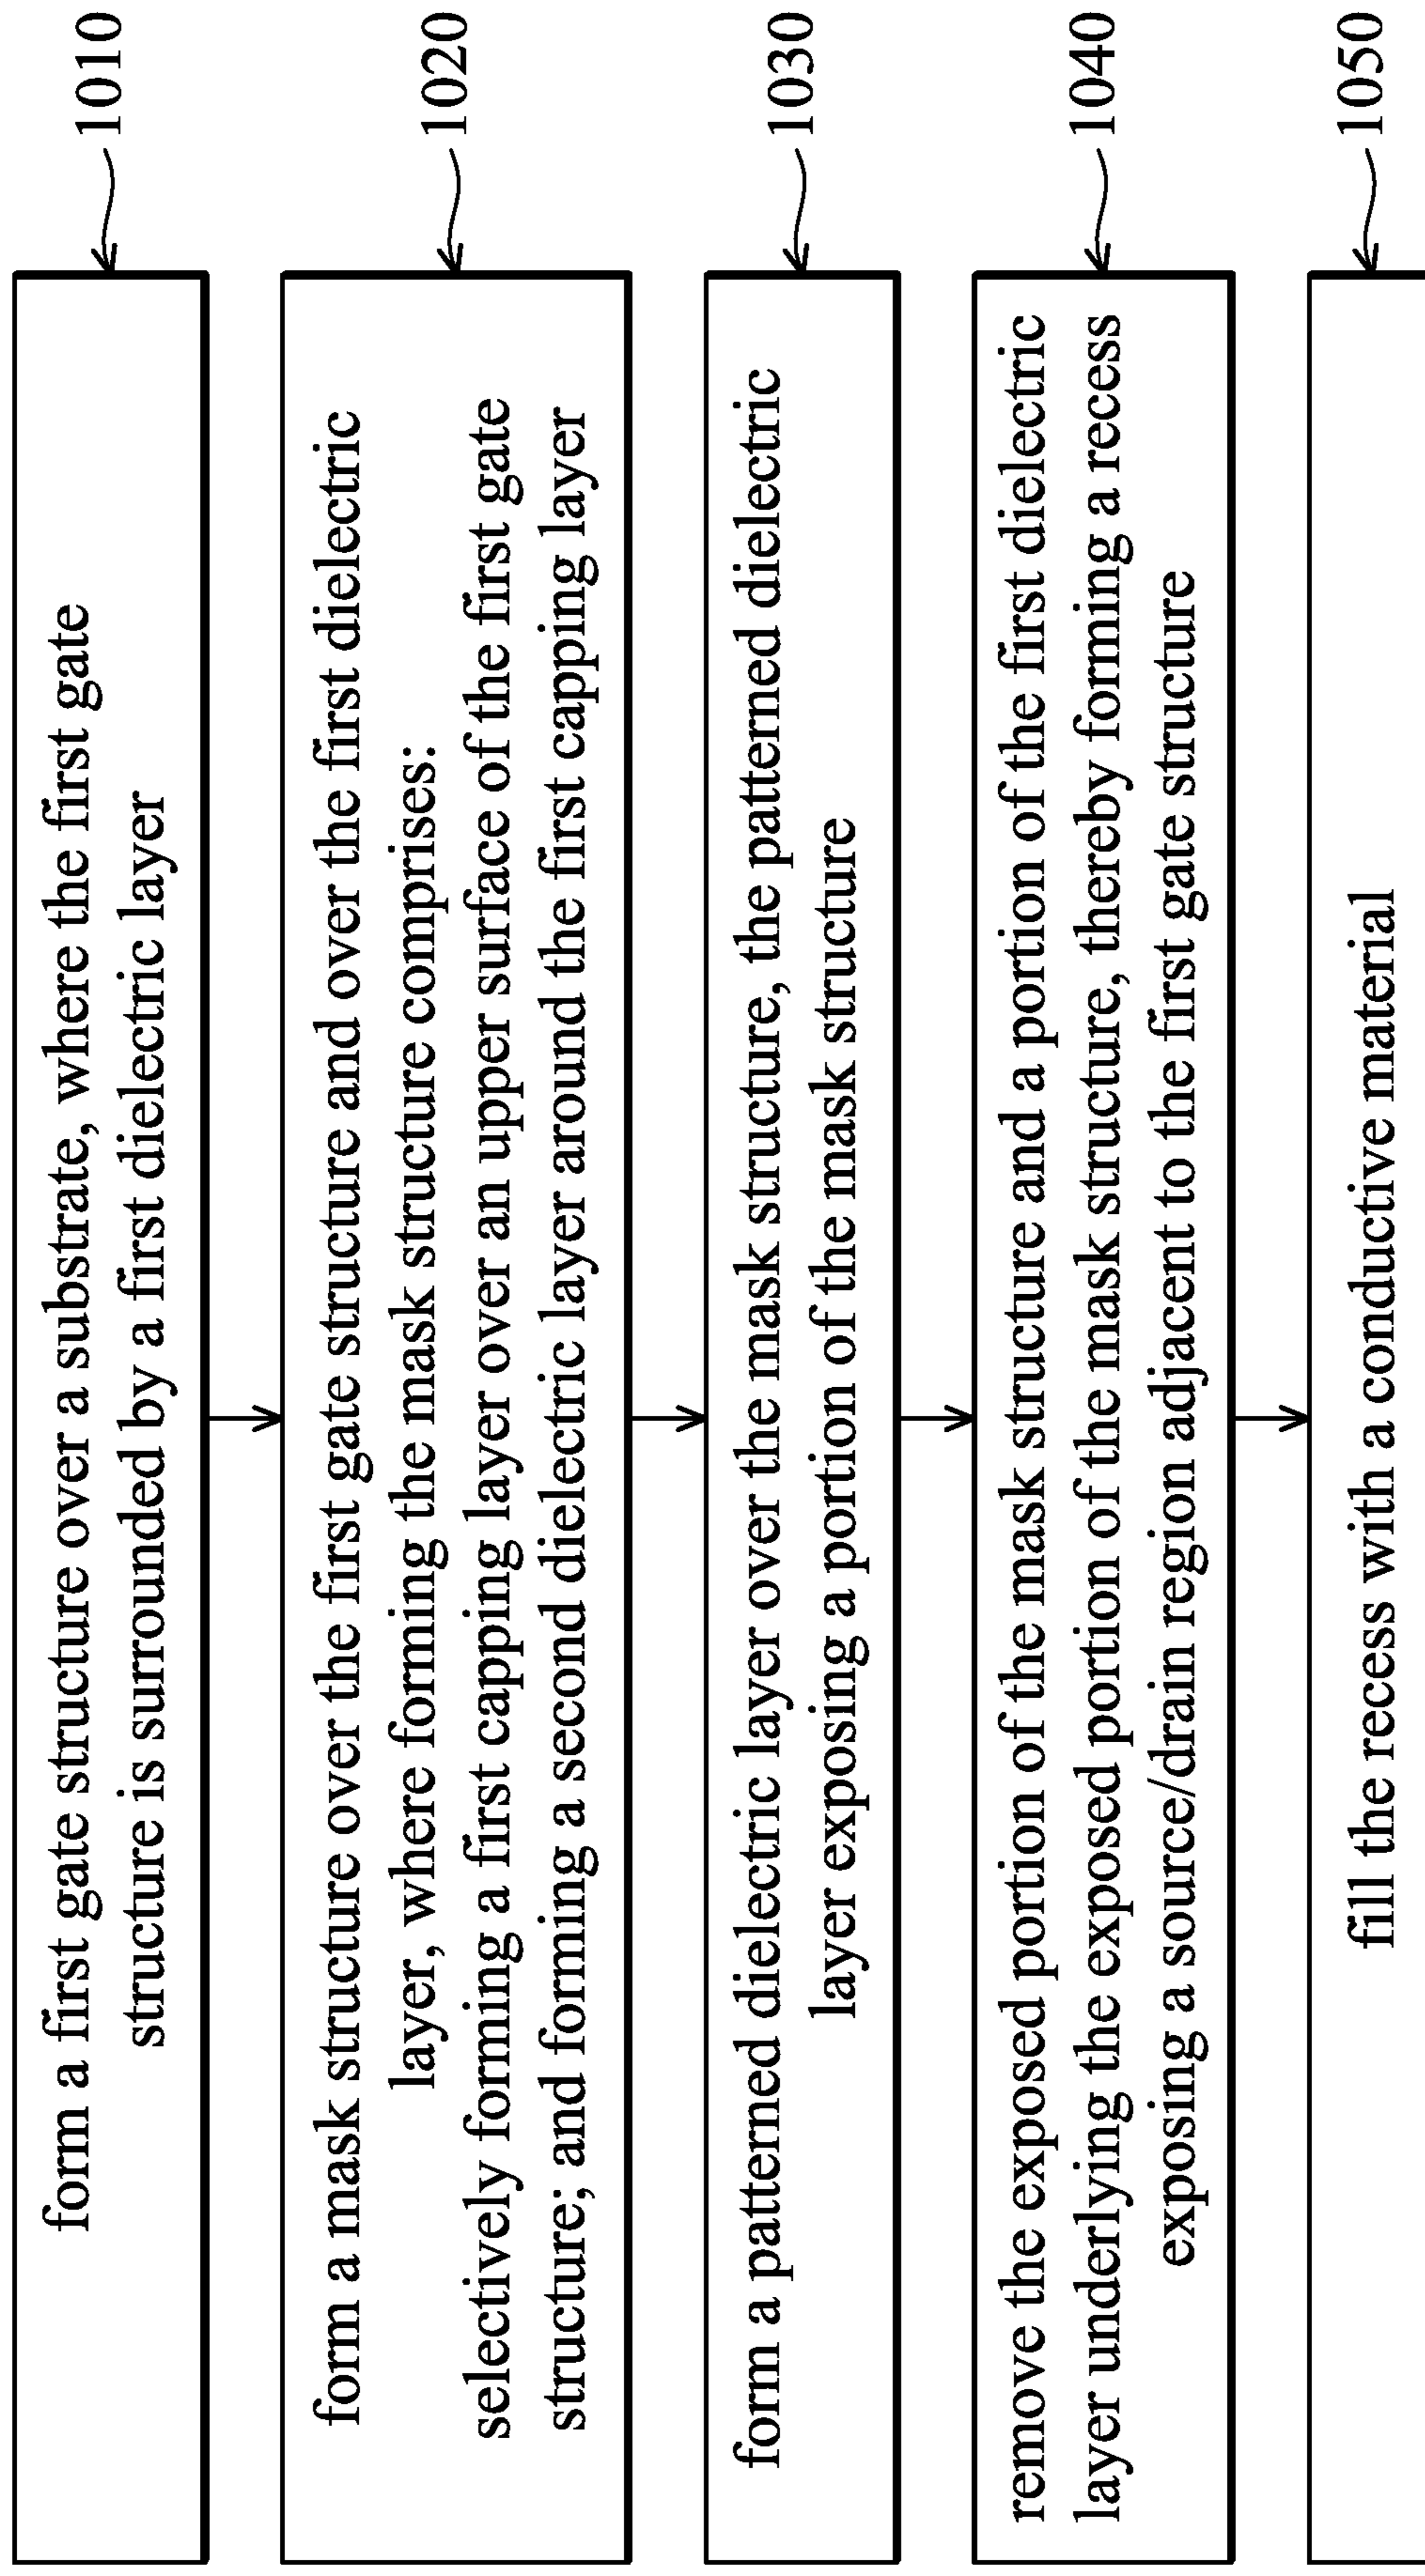 form a first gate structure over a substrate, where the first gate
structure is surrounded by a first dielectric layer
1010
form a mask structure over the first gate structure and over the first dielectric
layer, where forming the mask structure comprises:
selectively forming a first capping layer over an upper surface of the first gate
structure; and forming a second dielectric layer around the first capping layer
1020
form a patterned dielectric layer over the mask structure, the patterned dielectric
layer exposing a portion of the mask structure
1030
remove the exposed portion of the mask structure and a portion of the first dielectric
layer underlying the exposed portion of the mask structure, thereby forming a recess
exposing a source/drain region adjacent to the first gate structure
1040
fill the recess with a conductive material
1050